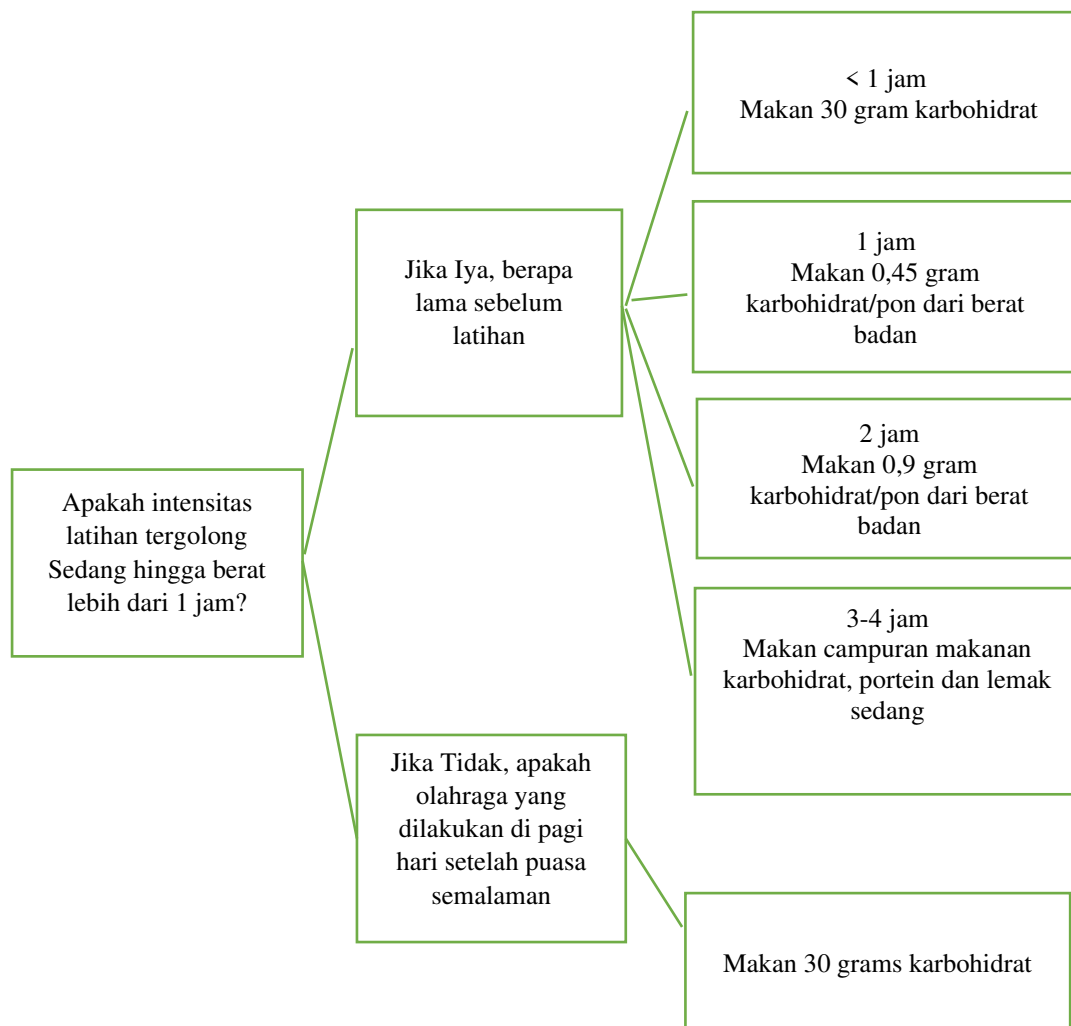 Apakah intensitas
latihan tergolong
Sedang hingga berat
lebih dari 1 jam?
Jika Iya, berapa
lama sebelum
latihan
< 1 jam
Makan 30 gram karbohidrat
1 jam
Makan 0,45 gram
karbohidrat/pon dari berat
badan
2 jam
Makan 0,9 gram
karbohidrat/pon dari berat
badan
3-4 jam
Makan campuran makanan
karbohidrat, portein dan lemak
sedang
Jika Tidak, apakah
olahraga yang
dilakukan di pagi
hari setelah puasa
semalaman
Makan 30 grams karbohidrat